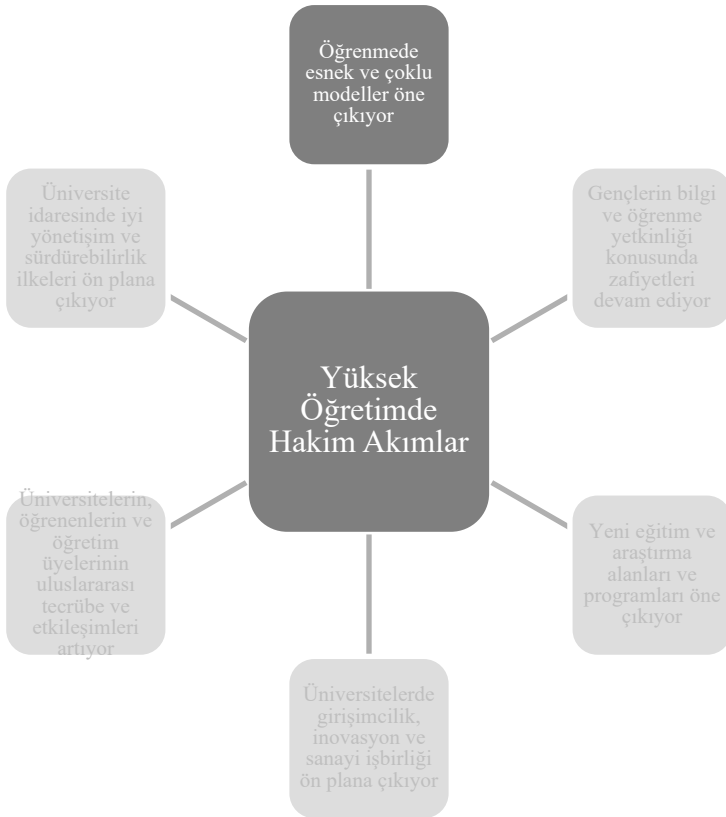 Öğrenmede
esnek ve çoklu
modeller öne
çıkıyor
Gençlerin bilgi
ve öğrenme
yetkinliği
konusunda
zafiyetleri
devam ediyor
Yeni eğitim ve
araştırma
alanları ve
programları öne
çıkıyor
Üniversitelerde
girişimcilik,
inovasyon ve
sanayi işbirliği
ön plana çıkıyor
Üniversitelerin,
öğrenenlerin ve
öğretim
üyelerinin
uluslararası
tecrübe ve
etkileşimleri
artıyor
Üniversite
idaresinde iyi
yönetişim ve
sürdürebilirlik
ilkeleri ön plana
çıkıyor
Yüksek
Öğretimde
Hakim Akımlar